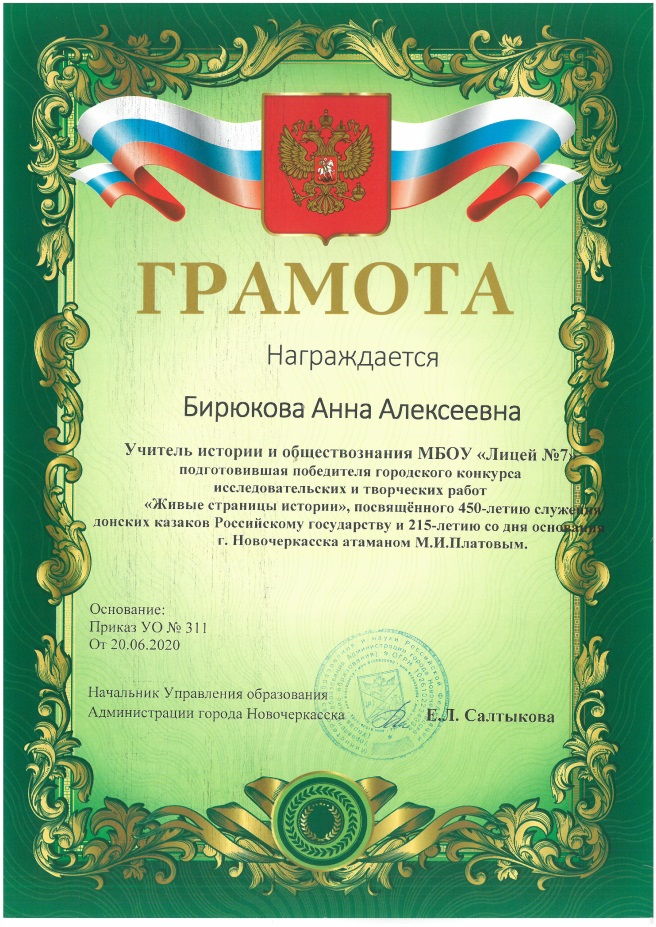 ГРАМОТА
Награждается
Бирюкова Анна Алексеевна
Учитель истории и обществознания МБОУ «Лицей №7»
подготовившая победителя городского конкурса
исследовательских и творческих работ
«Живые страницы истории», посвящённого 450-летию служения
донских казаков Российскому государству и 215-летию со дня основания
г. Новочеркасска атаманом М.И.Платовым.
Основание:
Приказ УО № 311
От 20.06.2020
Начальник Управления образования
Администрации города Новочеркасска
Е.Л. Салтыкова